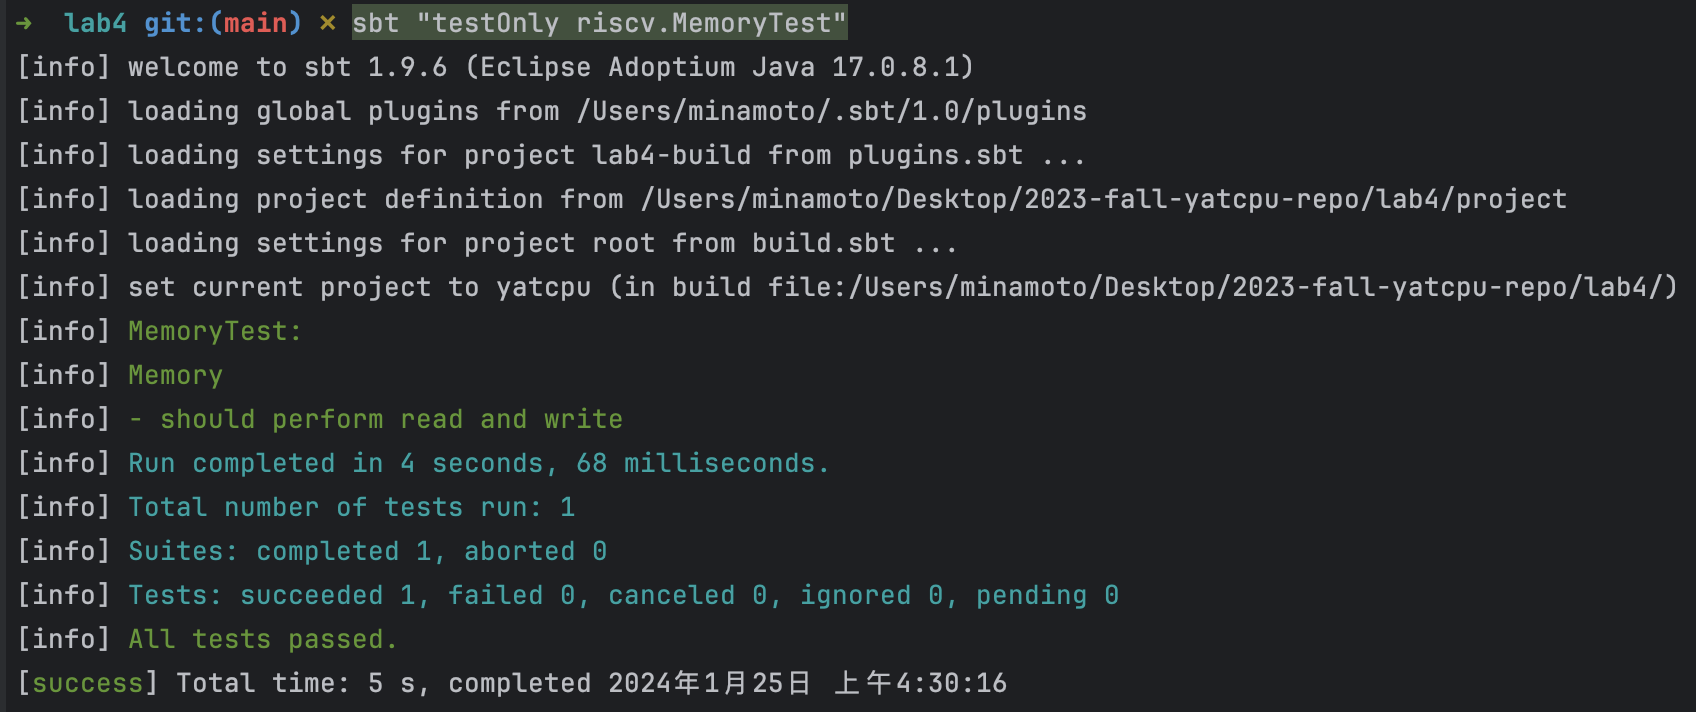 ➜  lab4 git:(main) ✗ sbt "testOnly riscv.MemoryTest"
[info] welcome to sbt 1.9.6 (Eclipse Adoptium Java 17.0.8.1)
[info] loading global plugins from /Users/minamoto/.sbt/1.0/plugins
[info] loading settings for project lab4-build from plugins.sbt ...
[info] loading project definition from /Users/minamoto/Desktop/2023-fall-yatcpu-repo/lab4/project
[info] loading settings for project root from build.sbt ...
[info] set current project to yatcpu (in build file:/Users/minamoto/Desktop/2023-fall-yatcpu-repo/lab4/)
[info] MemoryTest:
[info] Memory
[info] - should perform read and write
[info] Run completed in 4 seconds, 68 milliseconds.
[info] Total number of tests run: 1
[info] Suites: completed 1, aborted 0
[info] Tests: succeeded 1, failed 0, canceled 0, ignored 0, pending 0
[info] All tests passed.
[success] Total time: 5 s, completed 2024年1月25日 上午4:30:16